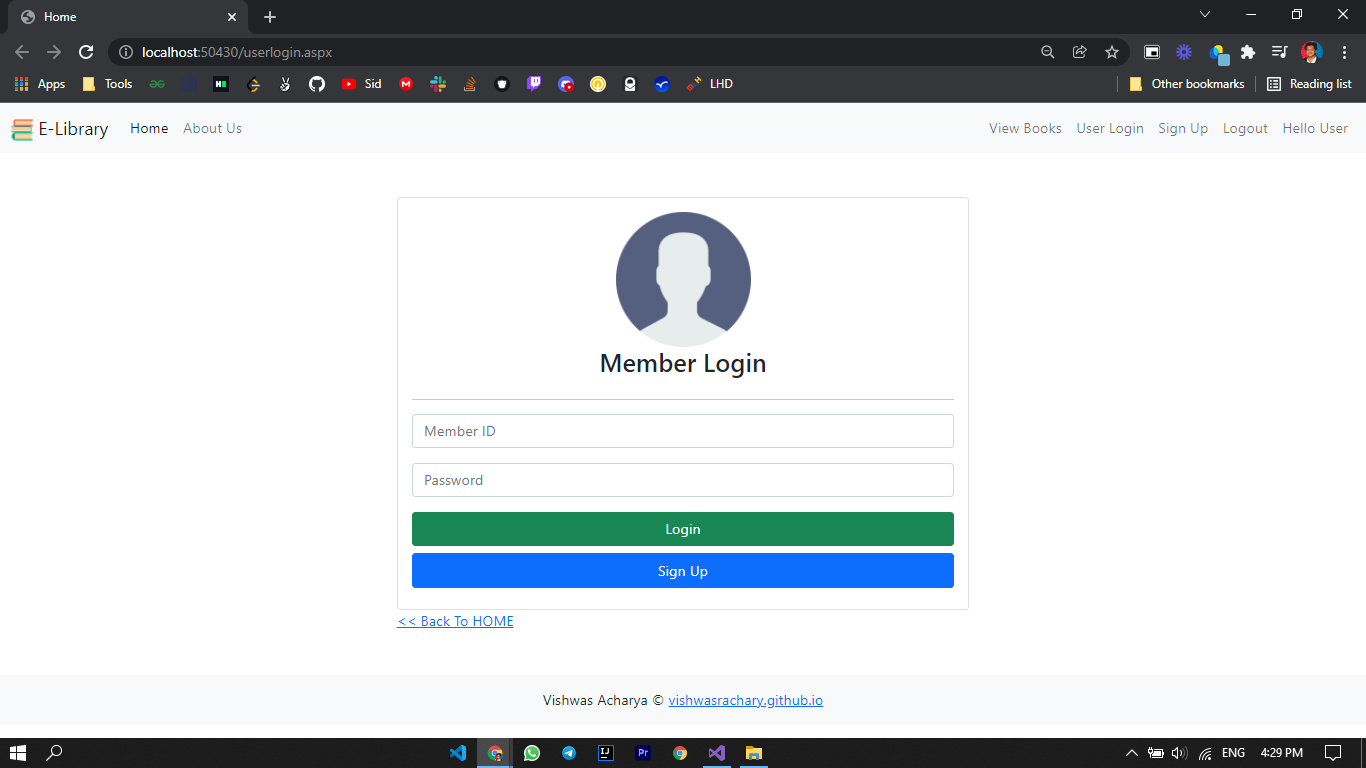 Home
localhost:50430/userlogin.aspx
Apps Tools Sid LHD Other bookmarks Reading list
E-Library Home About Us View Books User Login Sign Up Logout Hello User
Member Login
Member ID
Password
Login
Sign Up
<< Back To HOME
Vishwas Acharya © vishwasrachary.github.io
ENG 4:29 PM